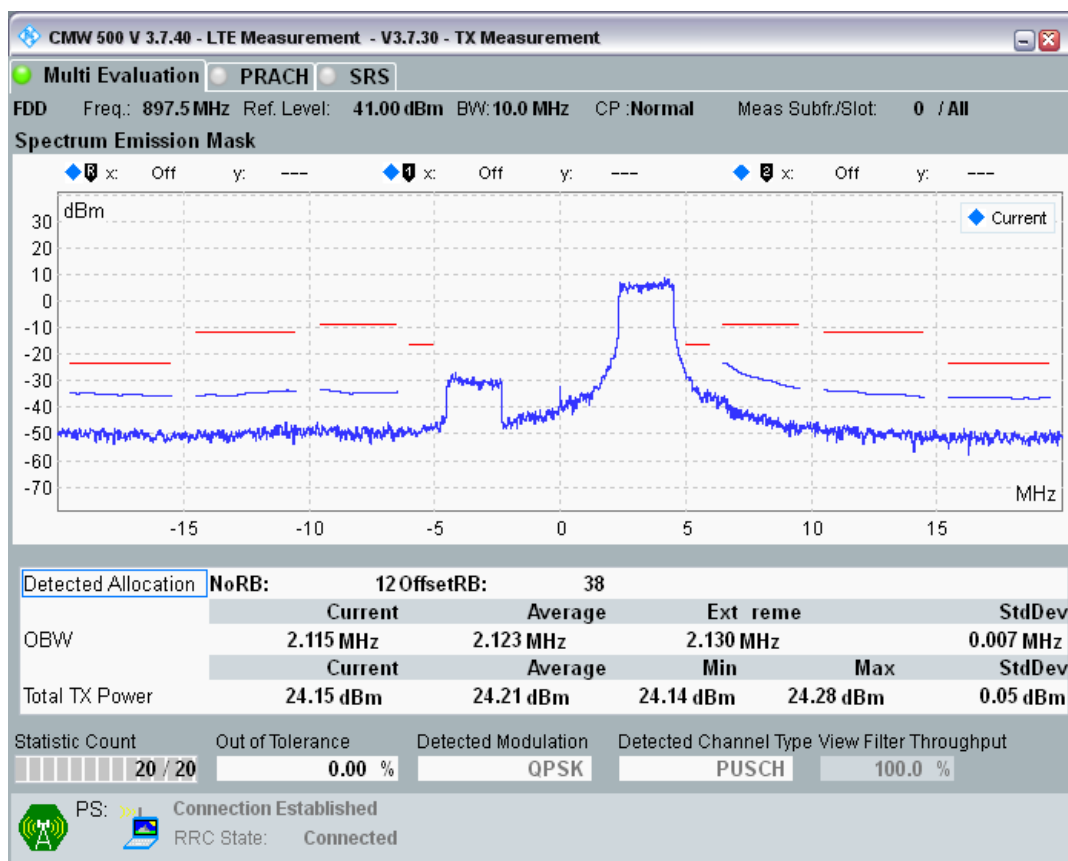 CMW 500 V 3.7.40 - LTE Measurement - V3.7.30 - TX Measurement
Multi Evaluation PRACH SRS
FDD Freq.: 897.5 MHz Ref. Level: 41.00 dBm BW: 10.0 MHz CP :Normal Meas Subfr./Slot: 0 / All
Spectrum Emission Mask
R x: Off y: --- 1 x: Off y: --- 2 x: Off y: ---
dBm
Current
30
20
10
0
-10
-20
-30
-40
-50
-60
-70
MHz
-15 -10 -5 0 5 10 15
Detected Allocation NoRB: 12 OffsetRB: 38
Current Average Ext reme StdDev
OBW 2.115 MHz 2.123 MHz 2.130 MHz 0.007 MHz
Current Average Min Max StdDev
Total TX Power 24.15 dBm 24.21 dBm 24.14 dBm 24.28 dBm 0.05 dBm
Statistic Count Out of Tolerance Detected Modulation Detected Channel Type View Filter Throughput
20 / 20 0.00 % QPSK PUSCH 100.0 %
PS: Connection Established
RRC State: Connected